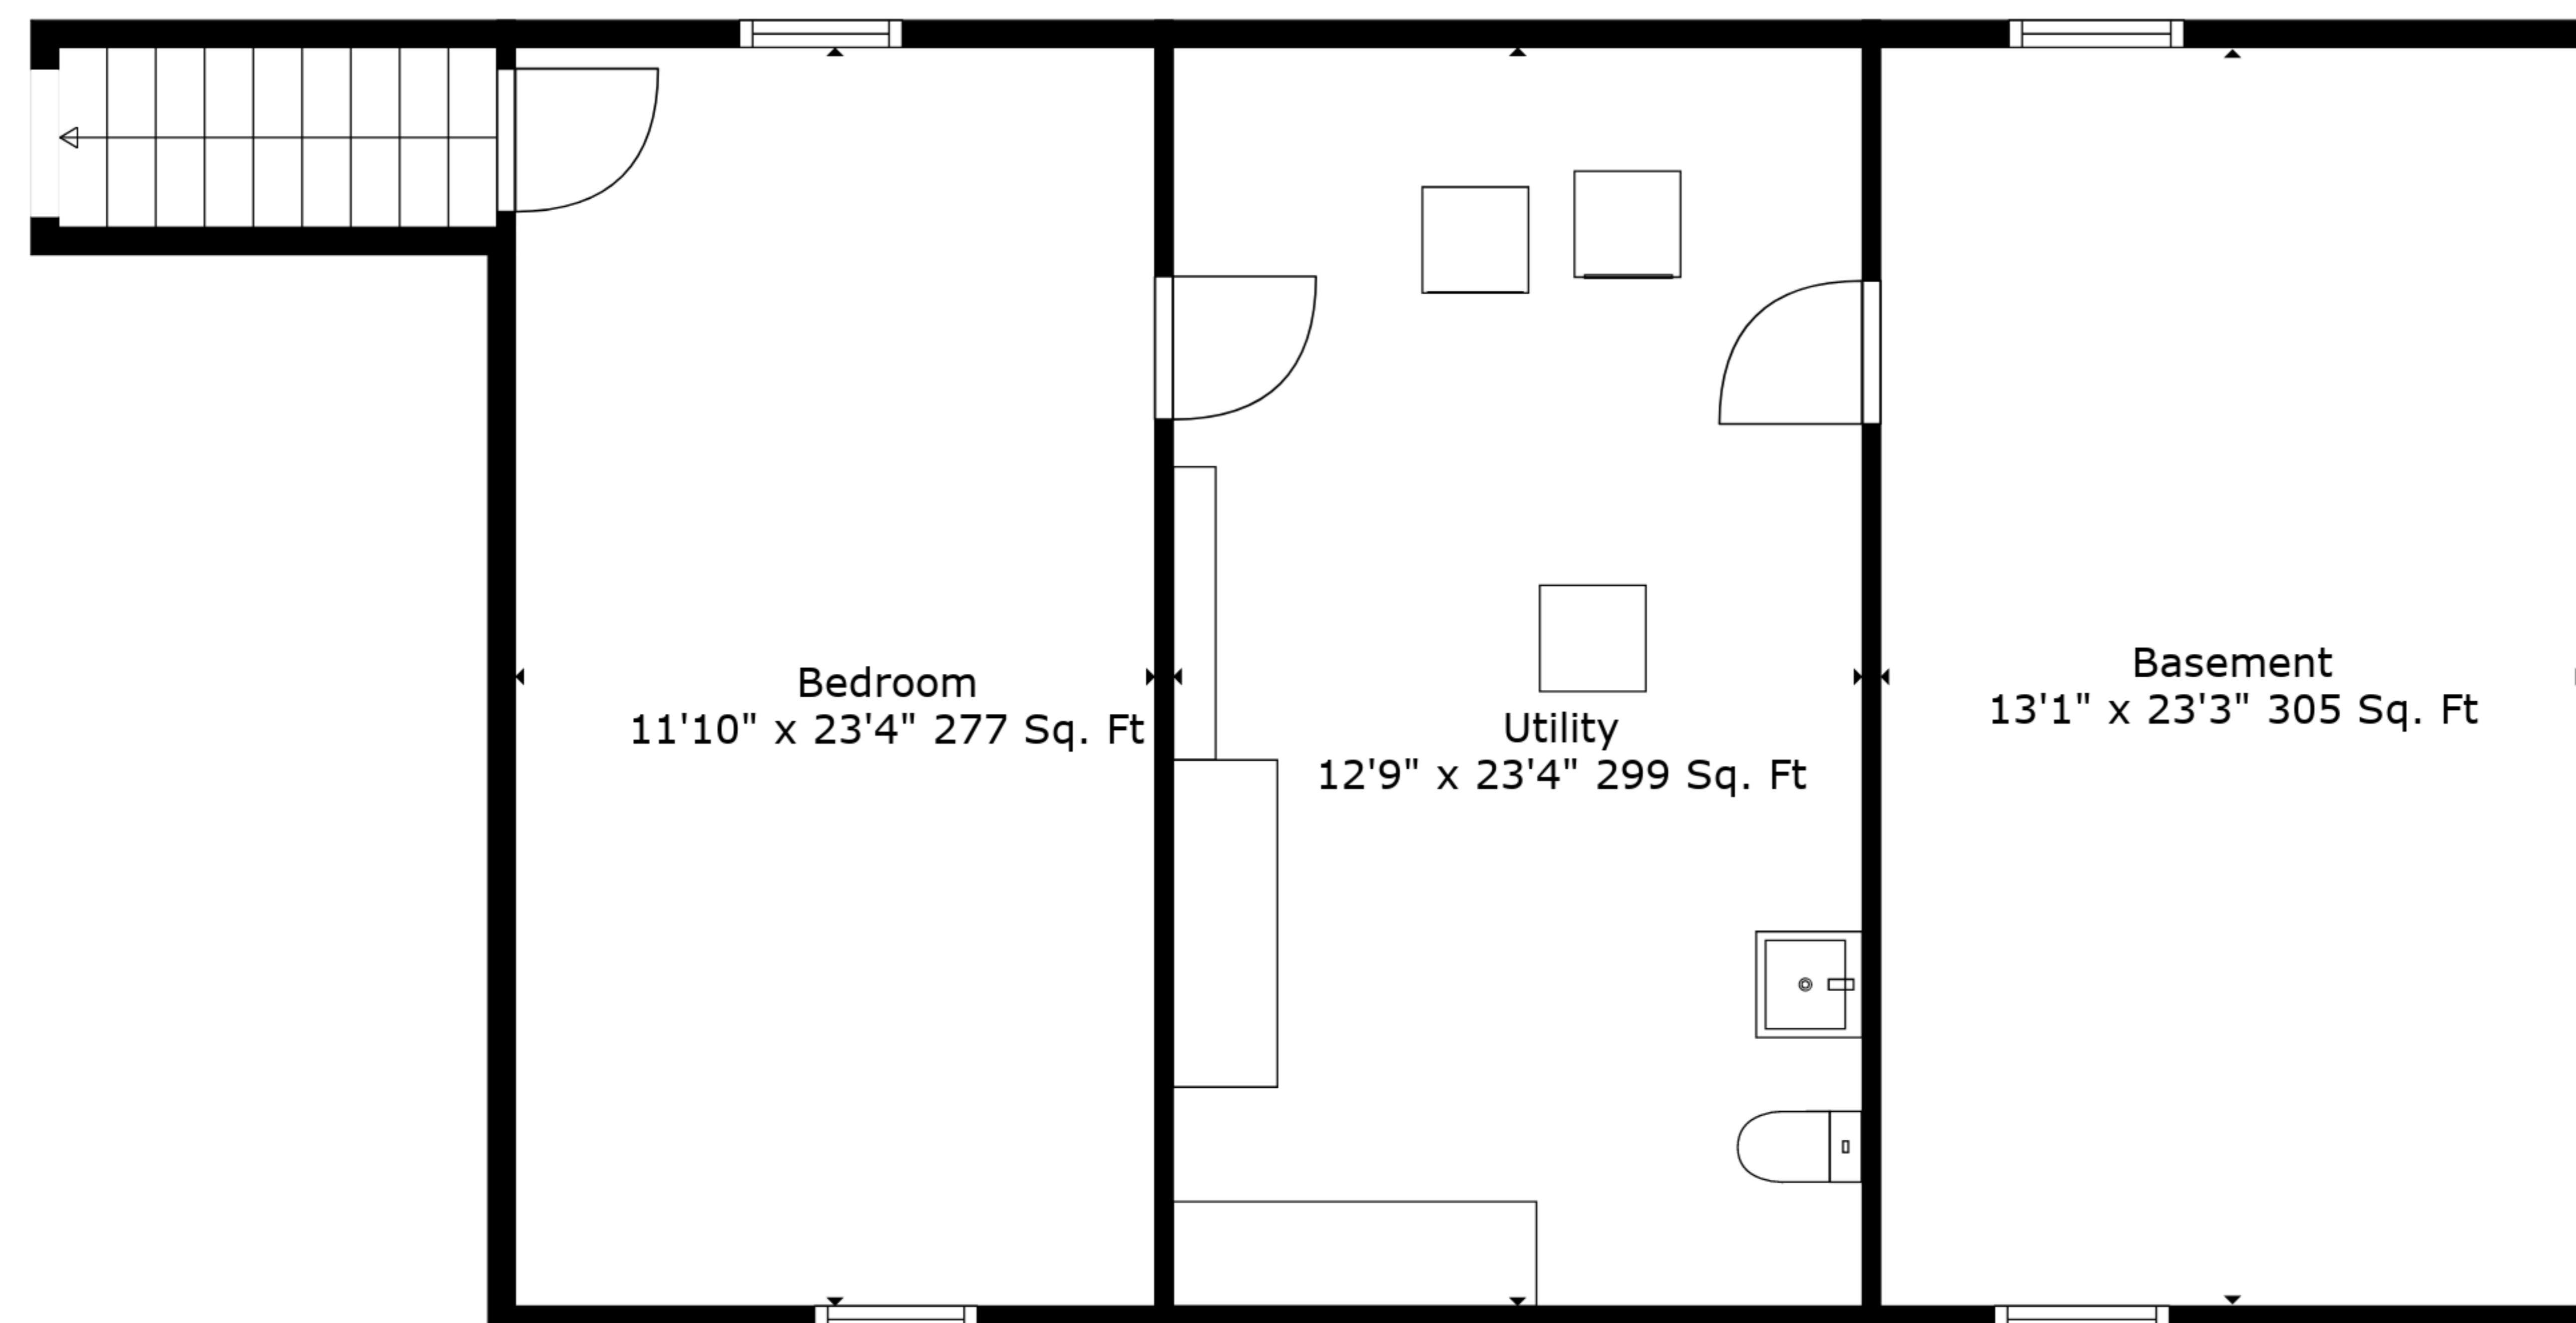 Bedroom
11'10" x 23'4" 277 Sq. Ft
Utility
12'9" x 23'4" 299 Sq. Ft
Basement
13'1" x 23'3" 305 Sq. Ft